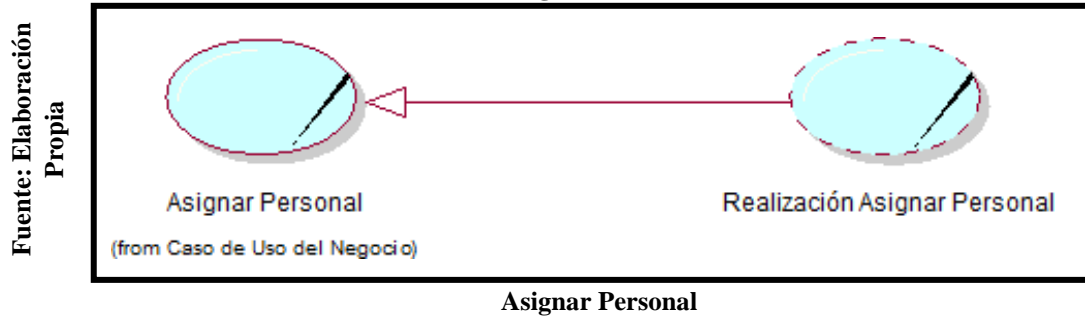 Fuente: Elaboración
Propia
Asignar Personal
(from Caso de Uso del Negocio)
Realización Asignar Personal
Asignar Personal